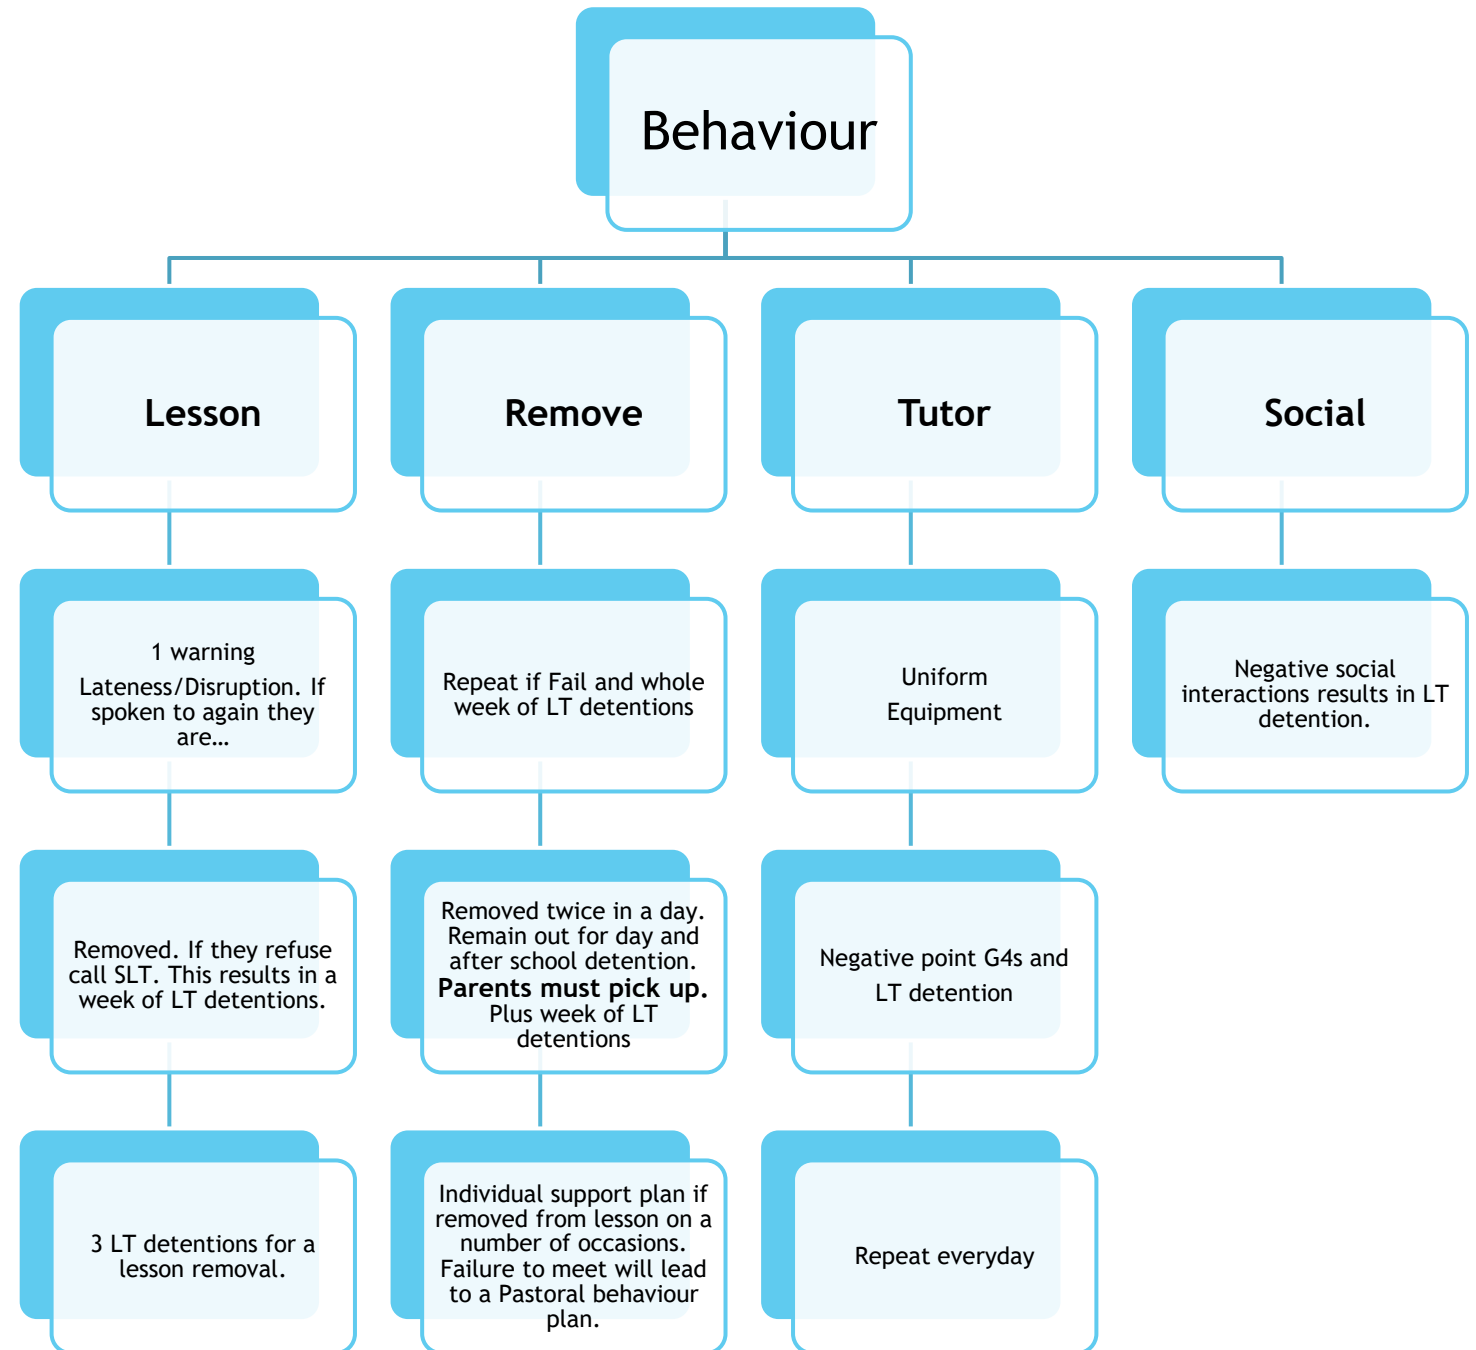 Behaviour
Lesson
Remove
Tutor
Social
1 warning
Lateness/Disruption. If
spoken to again they
are…
Repeat if Fail and whole
week of LT detentions
Uniform
Equipment
Negative social
interactions results in LT
detention.
Removed. If they refuse
call SLT. This results in a
week of LT detentions.
Removed twice in a day.
Remain out for day and
after school detention.
Parents must pick up.
Plus week of LT
detentions
Negative point G4s and
LT detention
3 LT detentions for a
lesson removal.
Individual support plan if
removed from lesson on a
number of occasions.
Failure to meet will lead
to a Pastoral behaviour
plan.
Repeat everyday